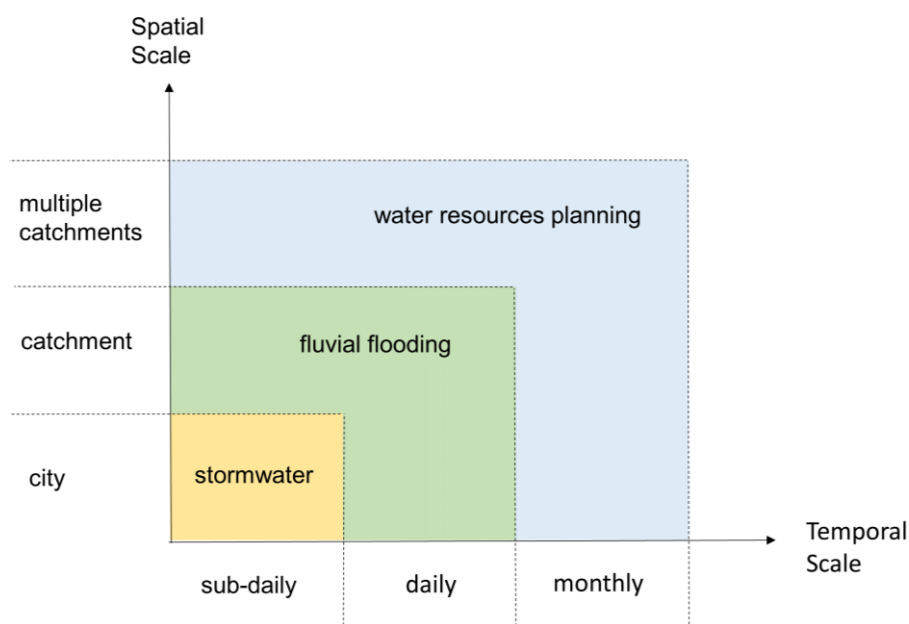 Spatial
Scale
multiple
catchments
water resources planning
catchment
fluvial flooding
city
stormwater
Temporal
Scale
sub-daily
daily
monthly